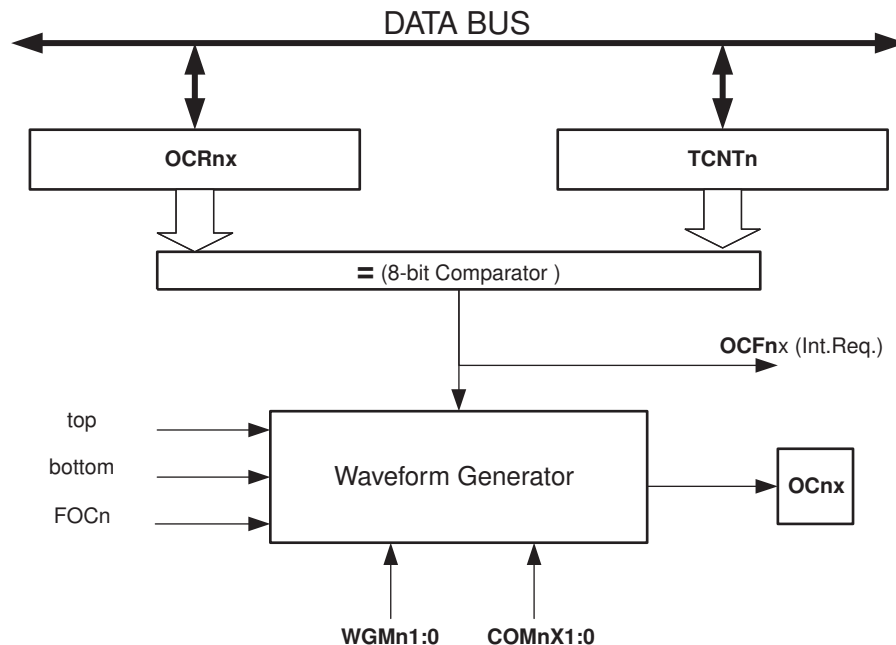 DATA BUS
OCRnx
TCNTn
= (8-bit Comparator )
OCFnx (Int.Req.)
top
bottom
FOCn
Waveform Generator
OCnx
WGMn1:0
COMnX1:0